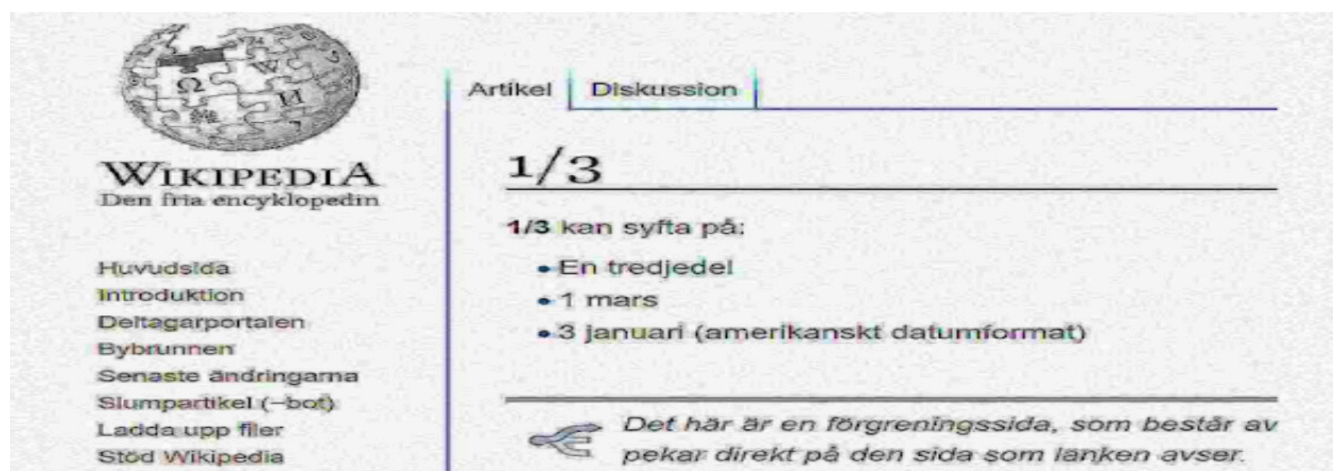 Artikel Diskussion
WIKIPEDIA
Den fria encyklopedin
Huvudsida
Introduktion
Deltagarportalen
Bybrunnen
Senaste ändringarna
Slumpartikel (-bot)
Ladda upp filer
Stöd Wikipedia
1/3
1/3 kan syfta på:
En tredjedel
1 mars
3 januari (amerikanskt datumformat)
Det här är en förgreningssida, som består av
pekar direkt på den sida som länken avser.